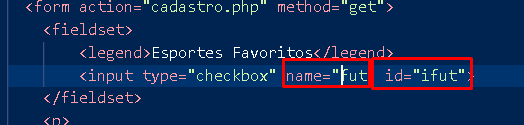 <form action="cadastro.php" method="get">
<fieldset>
<legend>Esportes Favoritos</legend>
<input type="checkbox" name="fut id="ifut">
</fieldset>
<p>